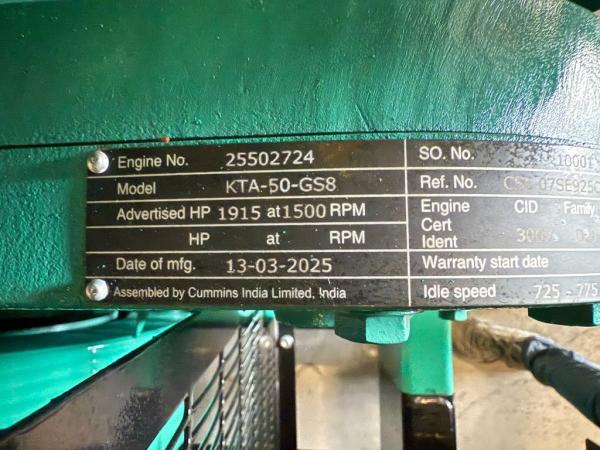 Engine No. 25502724
Model KTA-50-GS8
Advertised HP 1915 at 1500 RPM
HP at RPM
Date of mfg. 13-03-2025
Assembled by Cummins India Limited, India
SO. No. 10001
Ref. No.
Engine Cert Ident CID Family
Warranty start date
Idle speed 725 - 775